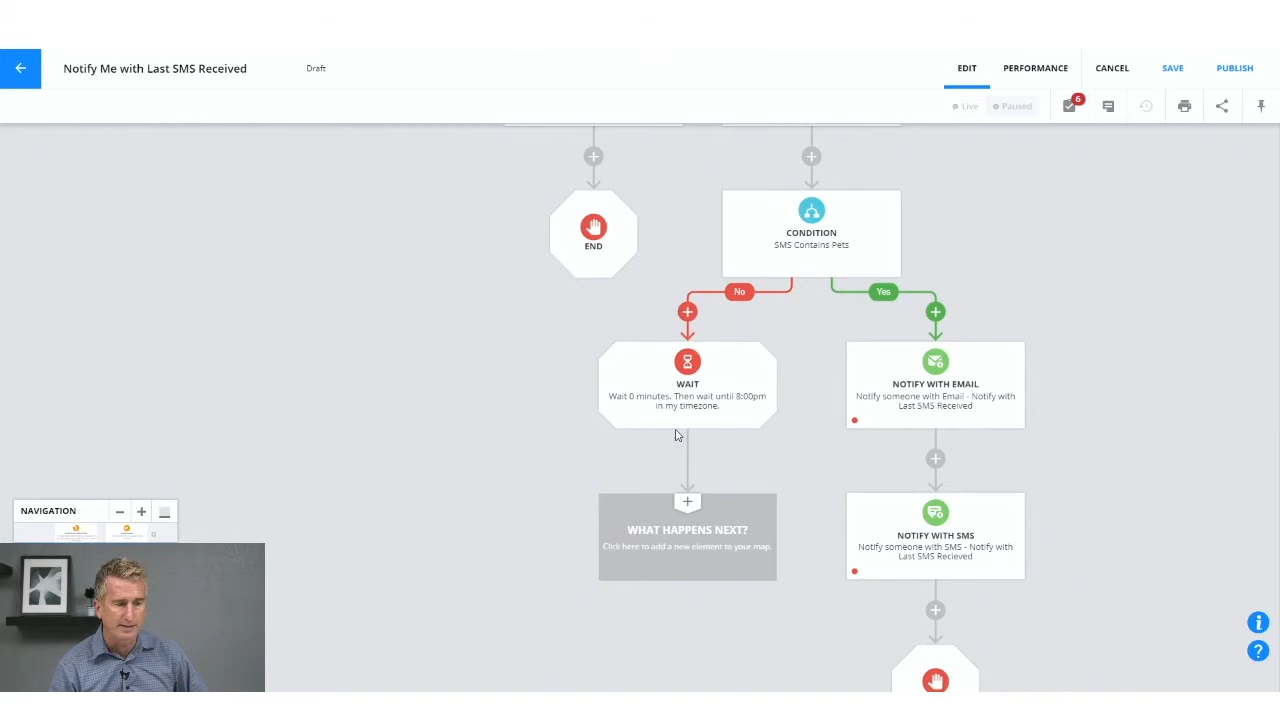 Notify Me with Last SMS Received
Draft
EDIT
PERFORMANCE
CANCEL
SAVE
PUBLISH
Live
Paused
6
END
CONDITION
SMS Contains Pets
No
Yes
WAIT
Wait 0 minutes. Then wait until 8:00pm
in my timezone.
NOTIFY WITH EMAIL
Notify someone with Email - Notify with
Last SMS Received
WHAT HAPPENS NEXT?
Click here to add a new element to your map.
NOTIFY WITH SMS
Notify someone with SMS - Notify with
Last SMS Recieved
NAVIGATION